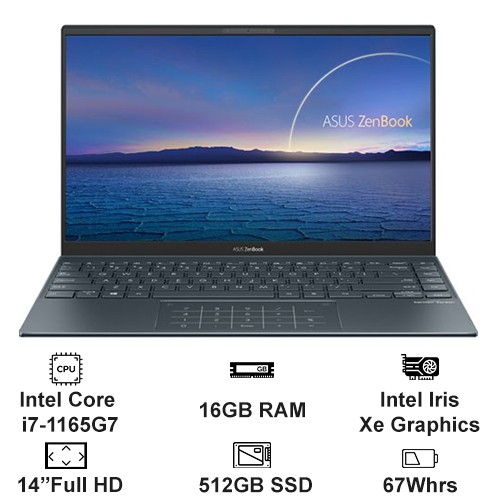 ASUS ZenBook
ASUS ZenBook
CPU
GB
Intel Core
i7-1165G7
16GB RAM
Intel Iris
Xe Graphics
14”Full HD
512GB SSD
67Whrs